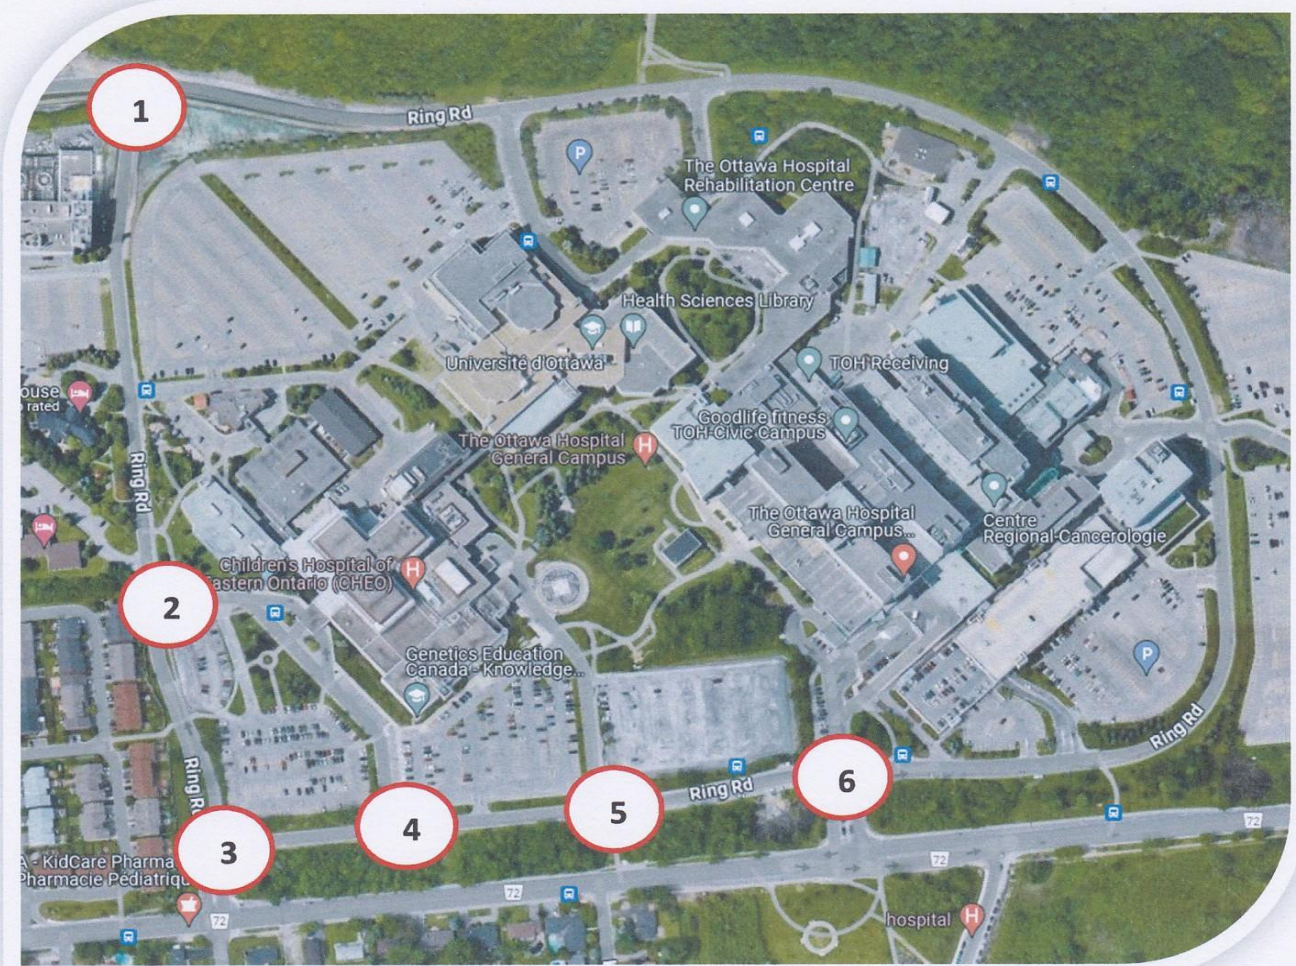 1
Ring Rd
P
The Ottawa Hospital
Rehabilitation Centre
Health Sciences Library
Université d'Ottawa
TOH Receiving
ouse
rated
Goodlife fitness
TOH-Civic Campus
The Ottawa Hospital
General Campus
H
Ring Rd
The Ottawa Hospital
General Campus...
Centre
Regional-Cancerologie
Children's Hospital of
Eastern Ontario (CHEO)
H
2
Genetics Education
Canada - Knowledge...
P
Ring Rd
Ring Rd
Ring Rd
6
5
4
3
A - KidCare Pharma
Pharmacie Pédiatriqu
72
72
72
72
hospital
H